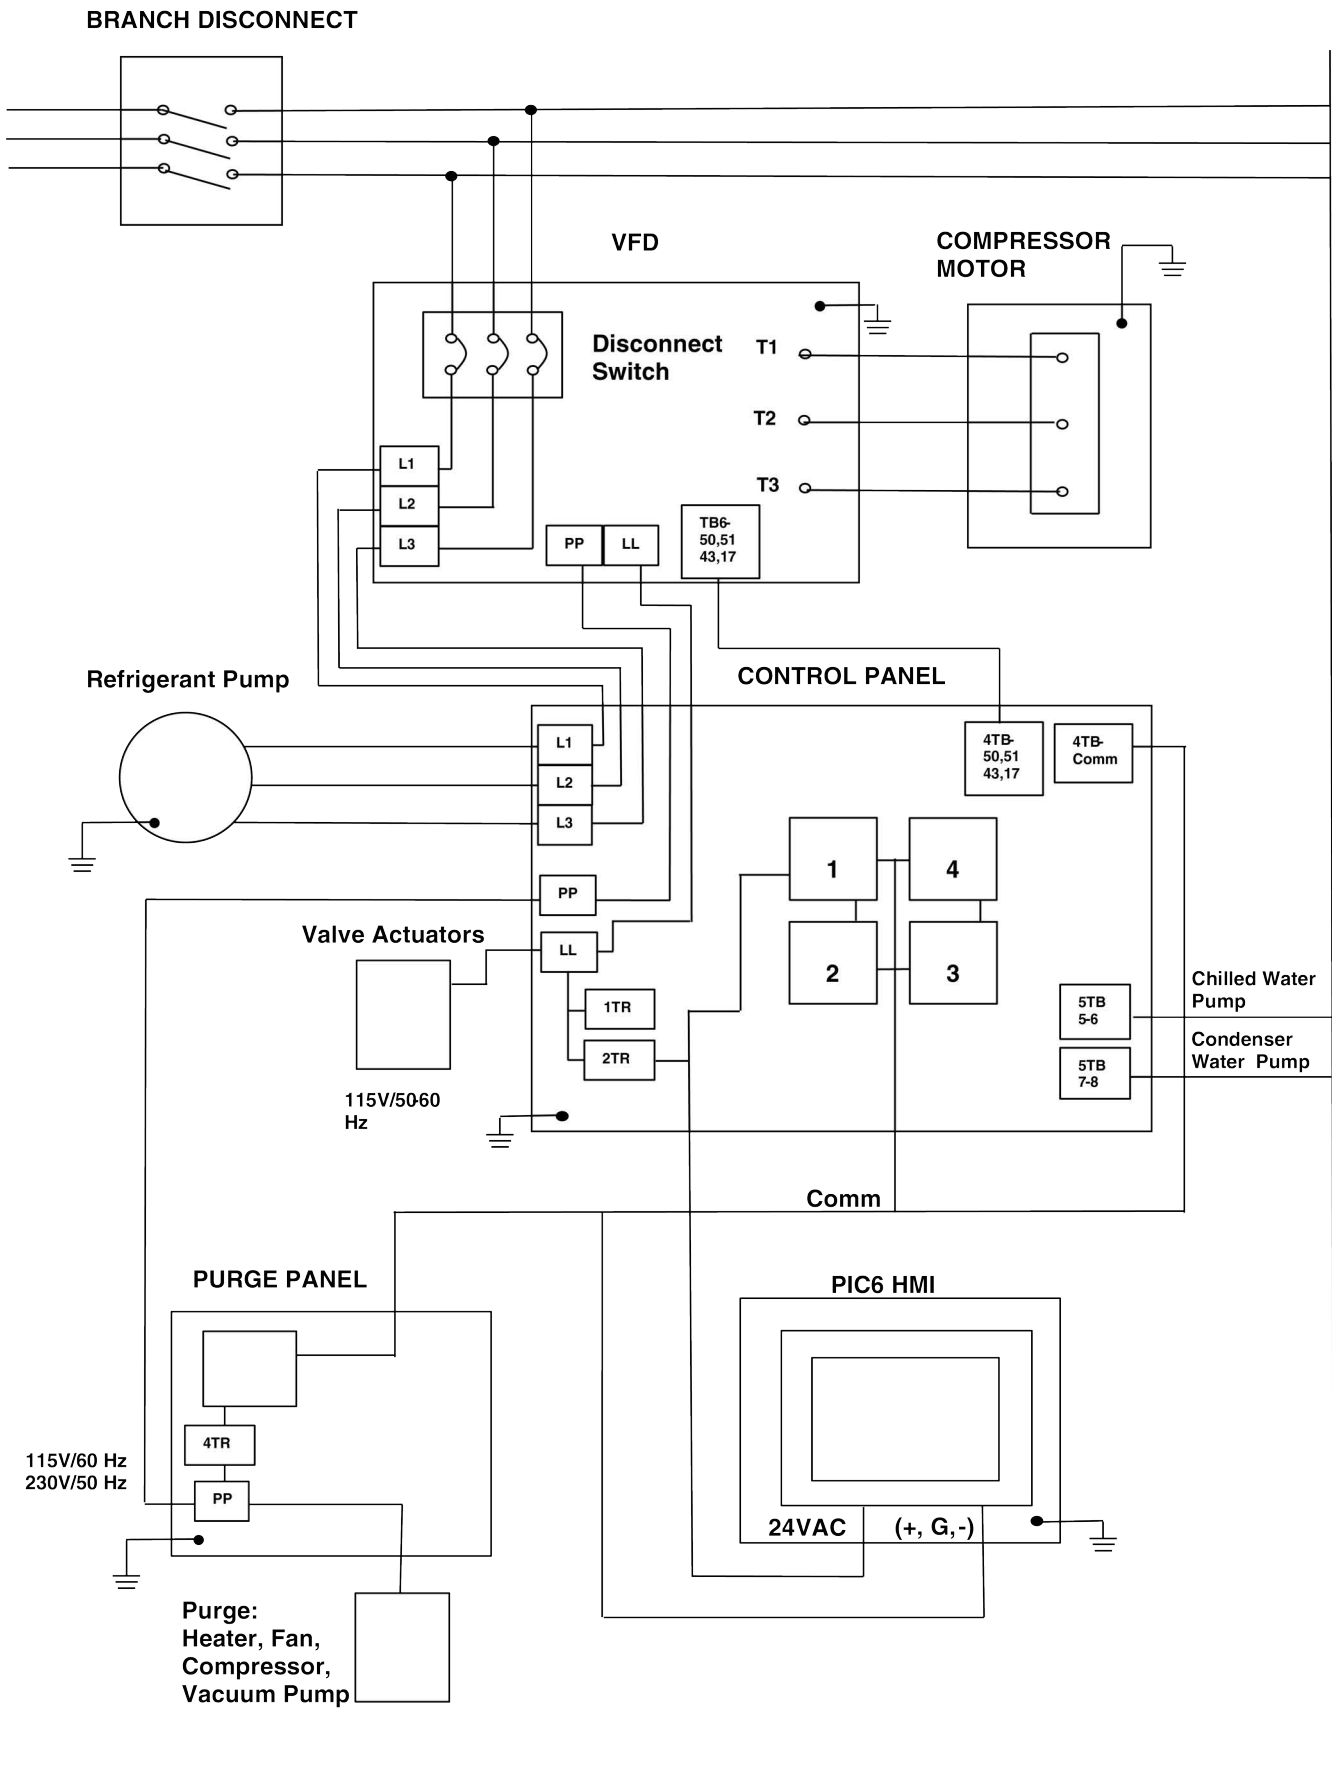 BRANCH DISCONNECT
VFD
COMPRESSOR
MOTOR
Disconnect
Switch
T1
T2
T3
L1
L2
L3
PP
LL
TB6-
50,51
43,17
Refrigerant Pump
CONTROL PANEL
L1
L2
L3
4TB-
50,51
43,17
4TB-
Comm
1
4
2
3
PP
Valve Actuators
LL
1TR
2TR
115V/50-60
Hz
5TB
5-6
5TB
7-8
Chilled Water
Pump
Condenser
Water Pump
Comm
PURGE PANEL
PIC6 HMI
4TR
PP
115V/60 Hz
230V/50 Hz
24VAC
(+, G,-)
Purge:
Heater, Fan,
Compressor,
Vacuum Pump